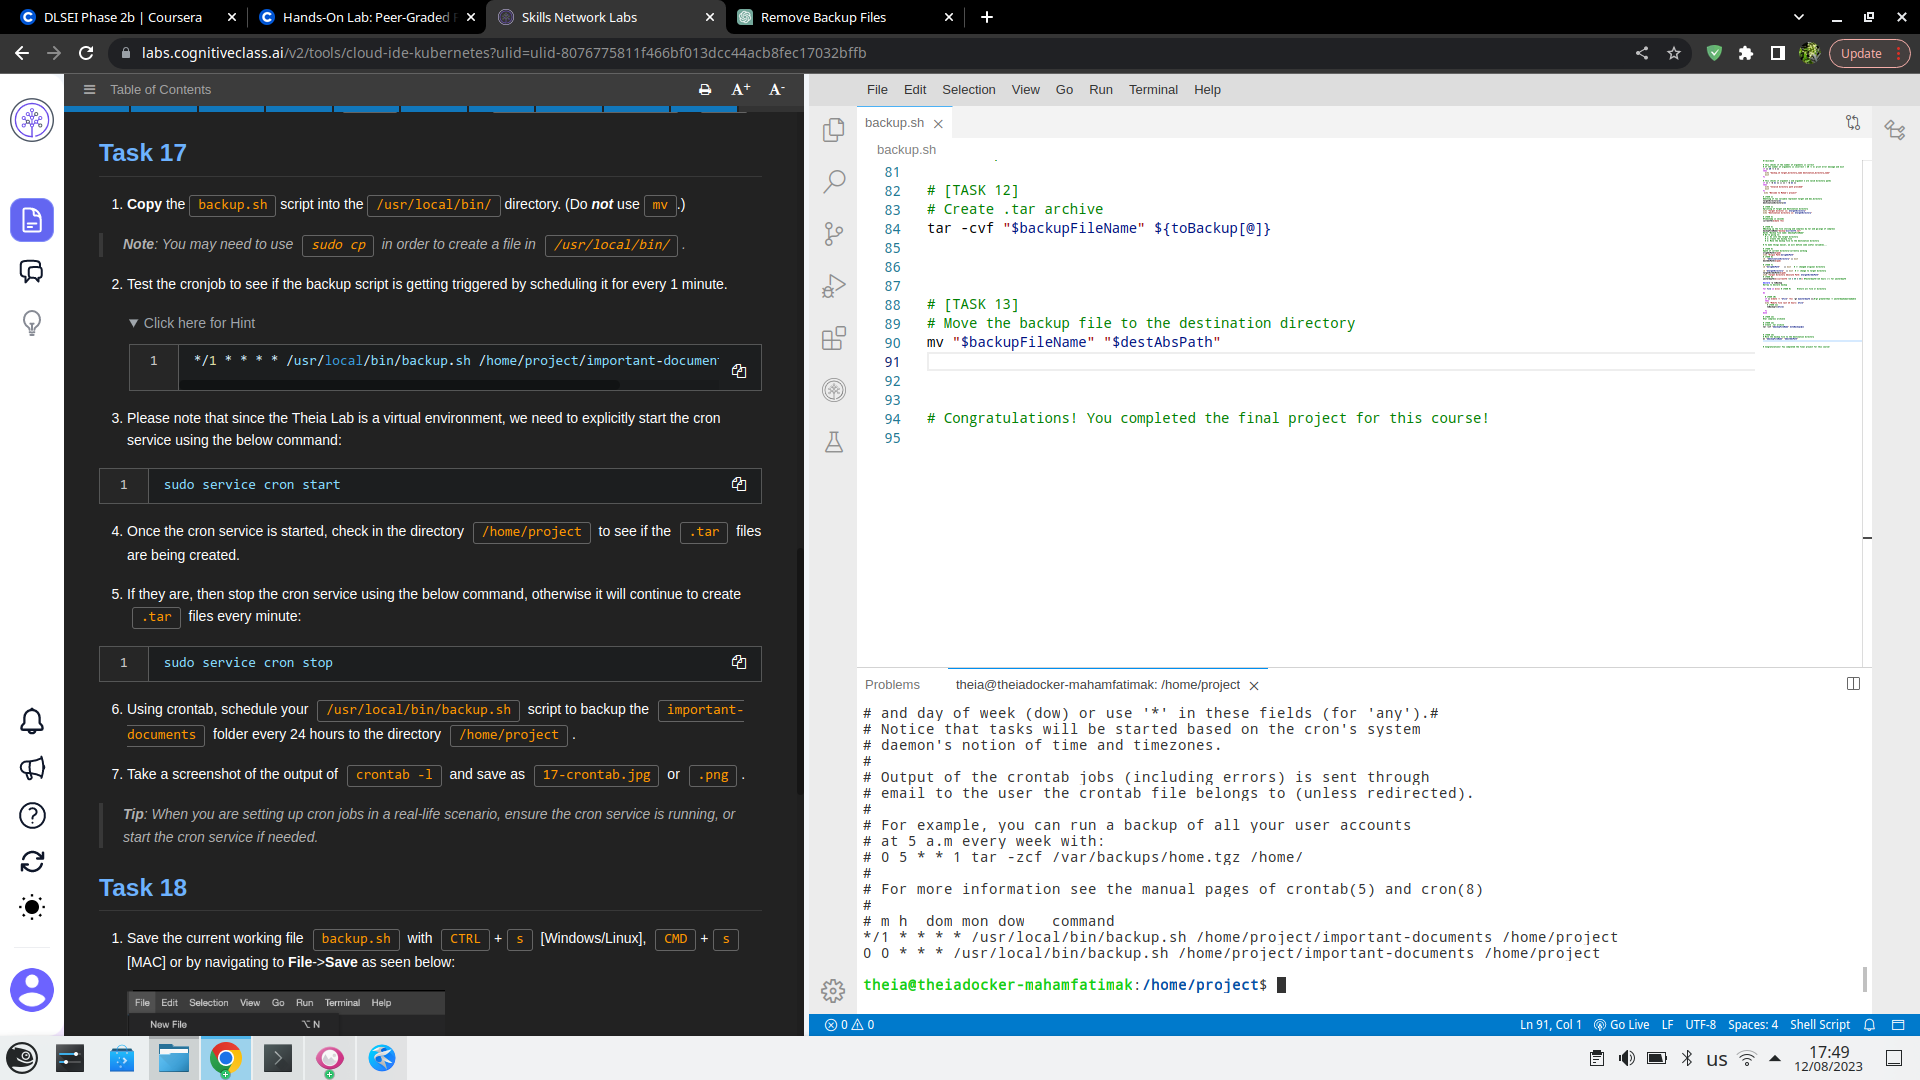 DLSEI Phase 2b | Coursera
Hands-On Lab: Peer-Graded
Skills Network Labs
Remove Backup Files
labs.cognitiveclass.ai/v2/tools/cloud-ide-kubernetes?ulid=ulid-8076775811f466bf013dcc44acb8fec17032bffb
Update
Table of Contents
A+
A-
Task 17
1. Copy the backup.sh script into the /usr/local/bin/ directory. (Do not use mv .)
Note: You may need to use sudo cp in order to create a file in /usr/local/bin/ .
2. Test the cronjob to see if the backup script is getting triggered by scheduling it for every 1 minute.
▼ Click here for Hint
1 */1 * * * * /usr/local/bin/backup.sh /home/project/important-documen
3. Please note that since the Theia Lab is a virtual environment, we need to explicitly start the cron
service using the below command:
1 sudo service cron start
4. Once the cron service is started, check in the directory /home/project to see if the .tar files
are being created.
5. If they are, then stop the cron service using the below command, otherwise it will continue to create
.tar files every minute:
1 sudo service cron stop
6. Using crontab, schedule your /usr/local/bin/backup.sh script to backup the important-
documents folder every 24 hours to the directory /home/project .
7. Take a screenshot of the output of crontab -l and save as 17-crontab.jpg or .png .
Tip: When you are setting up cron jobs in a real-life scenario, ensure the cron service is running, or
start the cron service if needed.
Task 18
1. Save the current working file backup.sh with CTRL + s [Windows/Linux], CMD + s
[MAC] or by navigating to File->Save as seen below:
File Edit Selection View Go Run Terminal Help
New File ⌥ N
File Edit Selection View Go Run Terminal Help
backup.sh
backup.sh
81
82 # [TASK 12]
83 # Create .tar archive
84 tar -cvf "$backupFileName" ${toBackup[@]}
85
86
87
88 # [TASK 13]
89 # Move the backup file to the destination directory
90 mv "$backupFileName" "$destAbsPath"
91
92
93
94 # Congratulations! You completed the final project for this course!
95
Problems theia@theiadocker-mahamfatimak: /home/project
# and day of week (dow) or use '*' in these fields (for 'any').#
# Notice that tasks will be started based on the cron's system
# daemon's notion of time and timezones.
#
# Output of the crontab jobs (including errors) is sent through
# email to the user the crontab file belongs to (unless redirected).
#
# For example, you can run a backup of all your user accounts
# at 5 a.m every week with:
# 0 5 * * 1 tar -zcf /var/backups/home.tgz /home/
#
# For more information see the manual pages of crontab(5) and cron(8)
#
# m h  dom mon dow   command
*/1 * * * * /usr/local/bin/backup.sh /home/project/important-documents /home/project
0 0 * * * /usr/local/bin/backup.sh /home/project/important-documents /home/project
theia@theiadocker-mahamfatimak:/home/project$
0 0
Ln 91, Col 1 Go Live LF UTF-8 Spaces: 4 Shell Script
us
17:49
12/08/2023